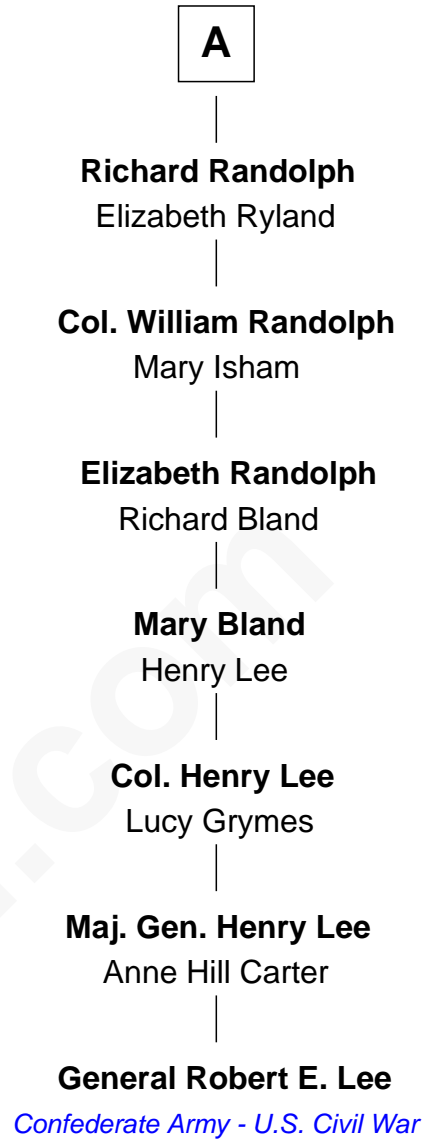 A
Richard Randolph
Elizabeth Ryland
Col. William Randolph
Mary Isham
Elizabeth Randolph
Richard Bland
Mary Bland
Henry Lee
Col. Henry Lee
Lucy Grymes
Maj. Gen. Henry Lee
Anne Hill Carter
General Robert E. Lee
Confederate Army - U.S. Civil War